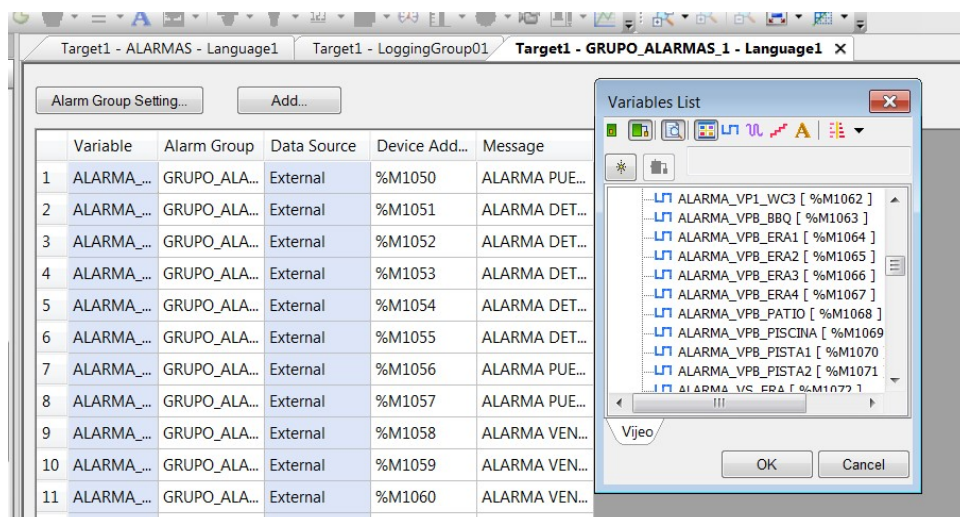 Target1 - ALARMAS - Language1 Target1 - LoggingGroup01 Target1 - GRUPO_ALARMAS_1 - Language1 X
Alarm Group Setting... Add...
Variable Alarm Group Data Source Device Add... Message
1 ALARMA_... GRUPO_ALA... External %M1050 ALARMA PUE...
2 ALARMA_... GRUPO_ALA... External %M1051 ALARMA DET...
3 ALARMA_... GRUPO_ALA... External %M1052 ALARMA DET...
4 ALARMA_... GRUPO_ALA... External %M1053 ALARMA DET...
5 ALARMA_... GRUPO_ALA... External %M1054 ALARMA DET...
6 ALARMA_... GRUPO_ALA... External %M1055 ALARMA DET...
7 ALARMA_... GRUPO_ALA... External %M1056 ALARMA PUE...
8 ALARMA_... GRUPO_ALA... External %M1057 ALARMA PUE...
9 ALARMA_... GRUPO_ALA... External %M1058 ALARMA VEN...
10 ALARMA_... GRUPO_ALA... External %M1059 ALARMA VEN...
11 ALARMA_... GRUPO_ALA... External %M1060 ALARMA VEN...
Variables List
A
ALARMA_VP1_WC3 [ %M1062 ]
ALARMA_VPB_BBQ [ %M1063 ]
ALARMA_VPB_ERA1 [ %M1064 ]
ALARMA_VPB_ERA2 [ %M1065 ]
ALARMA_VPB_ERA3 [ %M1066 ]
ALARMA_VPB_ERA4 [ %M1067 ]
ALARMA_VPB_PATIO [ %M1068 ]
ALARMA_VPB_PISCINA [ %M1069
ALARMA_VPB_PISTA1 [ %M1070
ALARMA_VPB_PISTA2 [ %M1071
ALARMA_VS_ERA [ %M1072 ]
Vijeo
OK Cancel